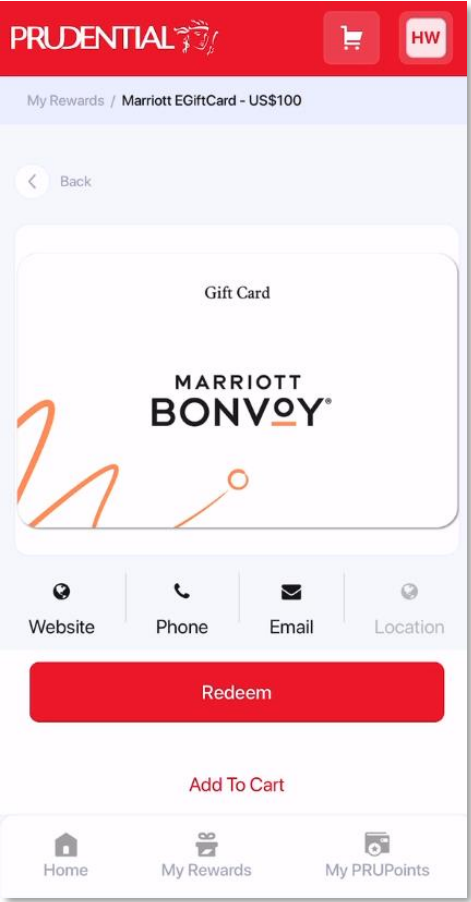 PRUDENTIAL
HW
My Rewards / Marriott EGiftCard - US$100
Back
Gift Card
MARRIOTT
BONVOY®
Website
Phone
Email
Location
Redeem
Add To Cart
Home
My Rewards
My PRUPoints